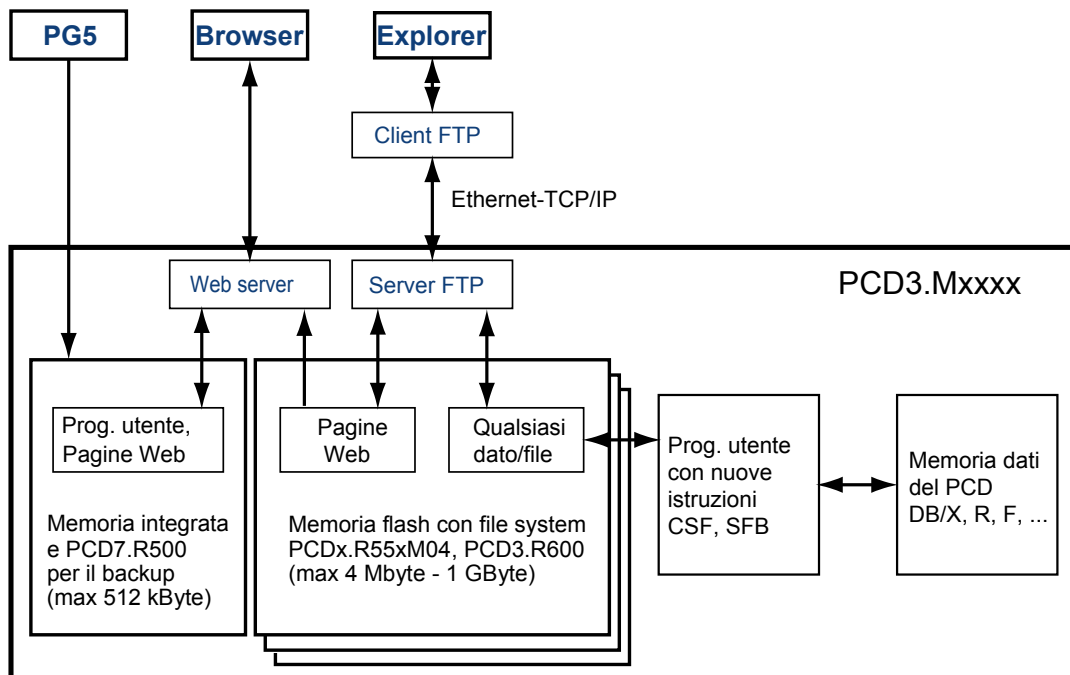 PG5
Browser
Explorer
Client FTP
Ethernet-TCP/IP
Web server
Server FTP
PCD3.Mxxxx
Prog. utente,
Pagine Web
Pagine
Web
Qualsiasi
dato/file
Prog. utente
con nuove
istruzioni
CSF, SFB
Memoria dati
del PCD
DB/X, R, F, ...
Memoria integrata
e PCD7.R500
per il backup
(max 512 kByte)
Memoria flash con file system
PCDx.R55xM04, PCD3.R600
(max 4 Mbyte - 1 GByte)